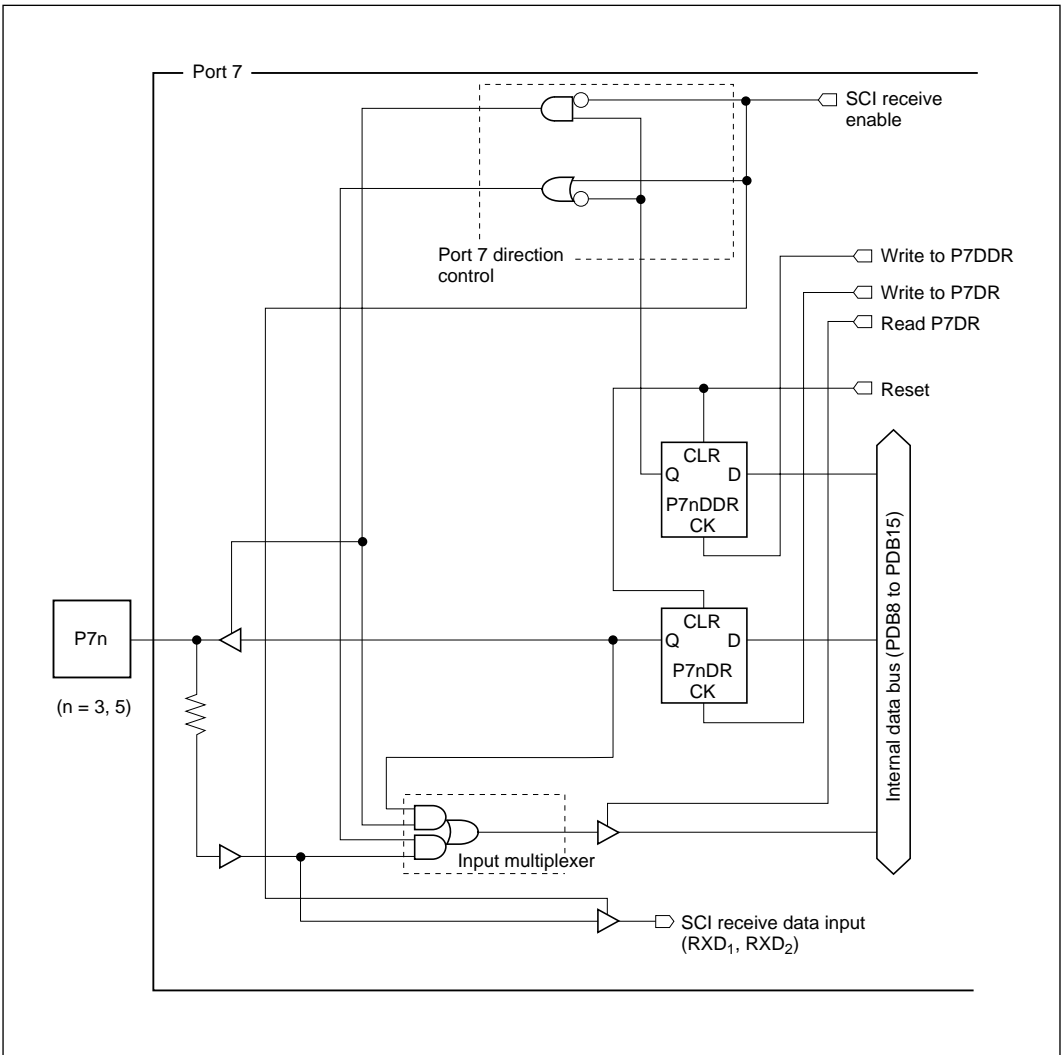 Port 7
SCI receive
enable
Port 7 direction
control
Write to P7DDR
Write to P7DR
Read P7DR
Reset
CLR
Q D
P7nDDR
CK
Internal data bus (PDB8 to PDB15)
P7n
(n = 3, 5)
CLR
Q D
P7nDR
CK
Input multiplexer
SCI receive data input
(RXD1, RXD2)